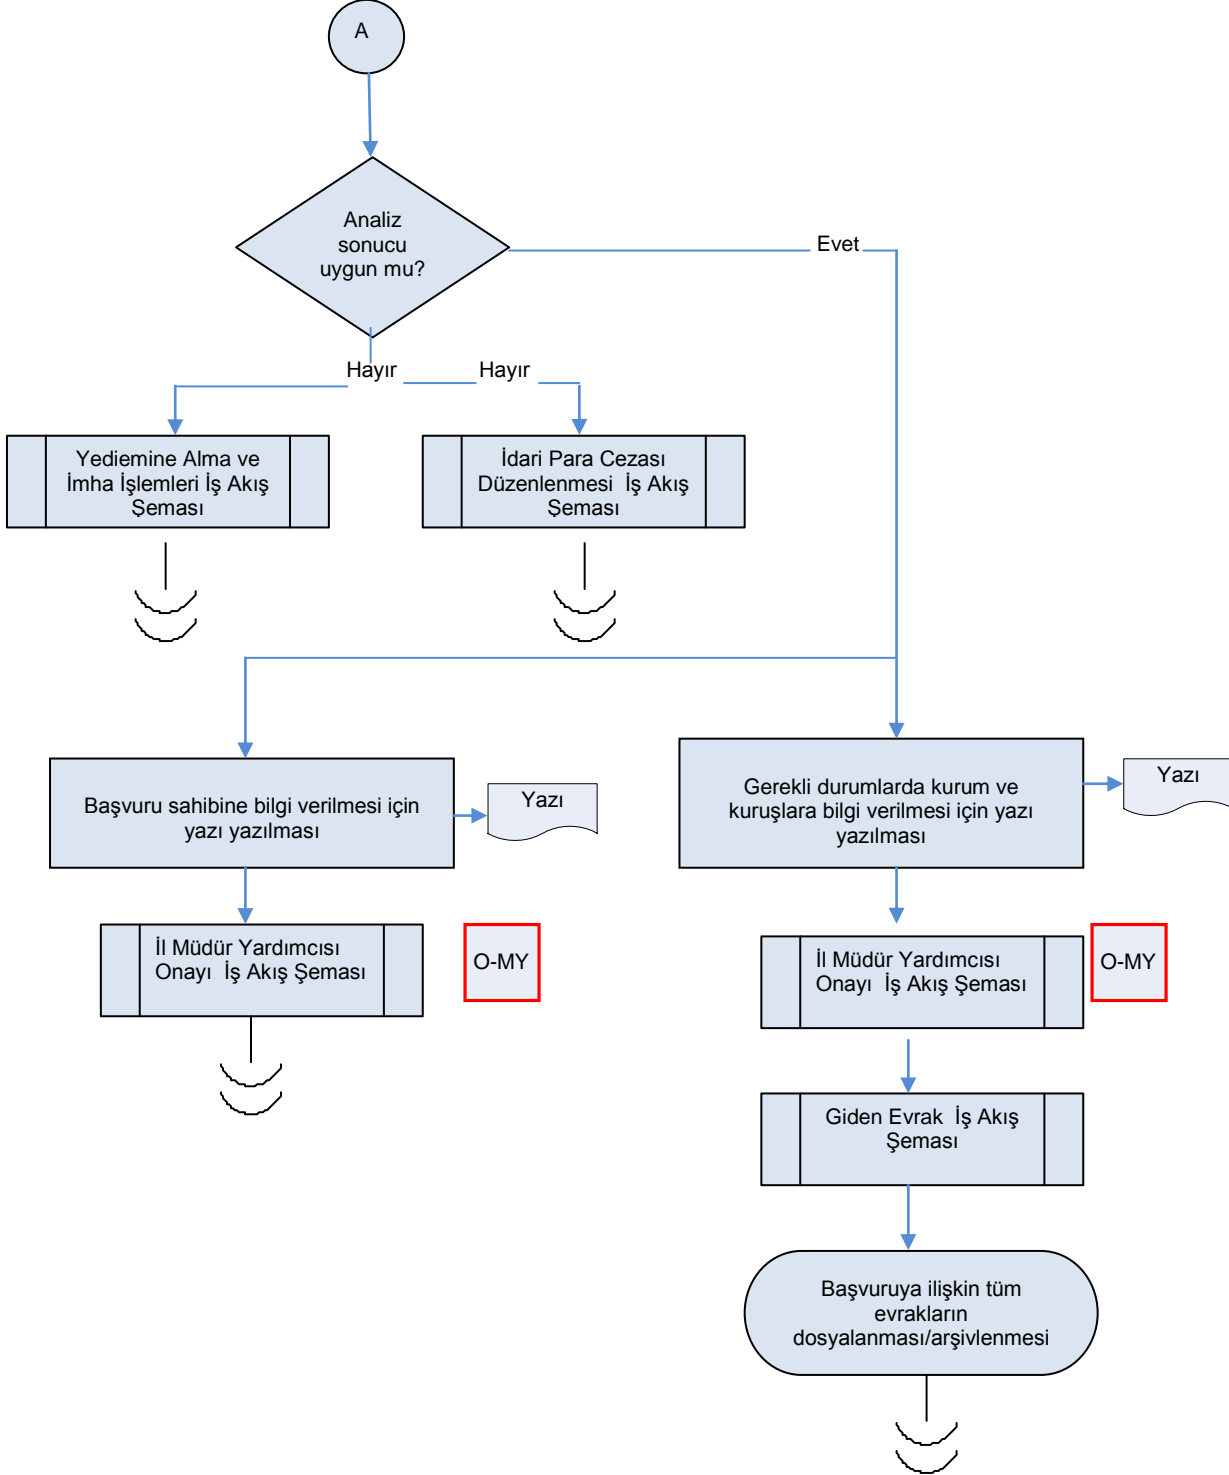 A
Analiz
sonucu
uygun mu?
Evet
Hayır
Hayır
Yediemine Alma ve
İmha İşlemleri İş Akış
Şeması
İdari Para Cezası
Düzenlenmesi İş Akış
Şeması
Başvuru sahibine bilgi verilmesi için
yazı yazılması
Yazı
Gerekli durumlarda kurum ve
kuruşlara bilgi verilmesi için yazı
yazılması
Yazı
İl Müdür Yardımcısı
Onayı İş Akış Şeması
O-MY
İl Müdür Yardımcısı
Onayı İş Akış Şeması
O-MY
Giden Evrak İş Akış
Şeması
Başvuruya ilişkin tüm
evrakların
dosyalanması/arşivlenmesi